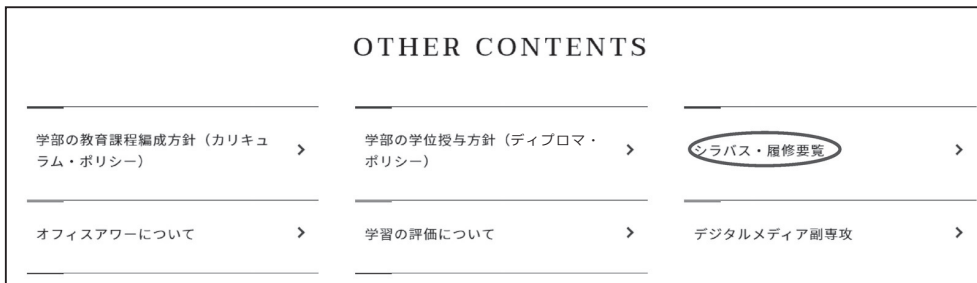 OTHER CONTENTS
学部の教育課程編成方針（カリキュ
ラム・ポリシー）
学部の学位授与方針（ディプロマ・
ポリシー）
シラバス・履修要覧
オフィスアワーについて
学習の評価について
デジタルメディア副専攻